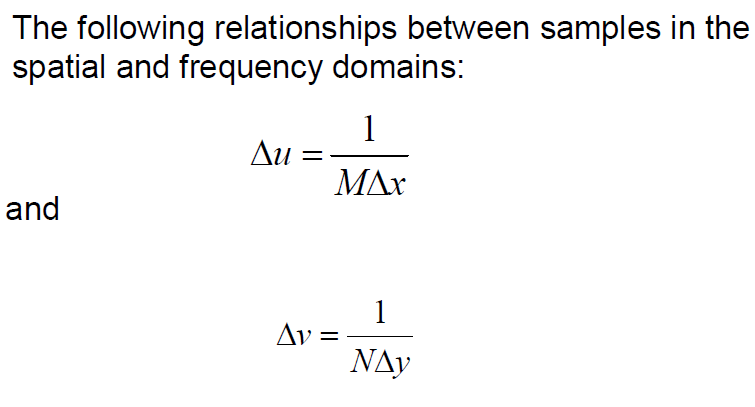 The following relationships between samples in the
spatial and frequency domains:
Δu = 1/(MΔx)
and
Δv = 1/(NΔy)